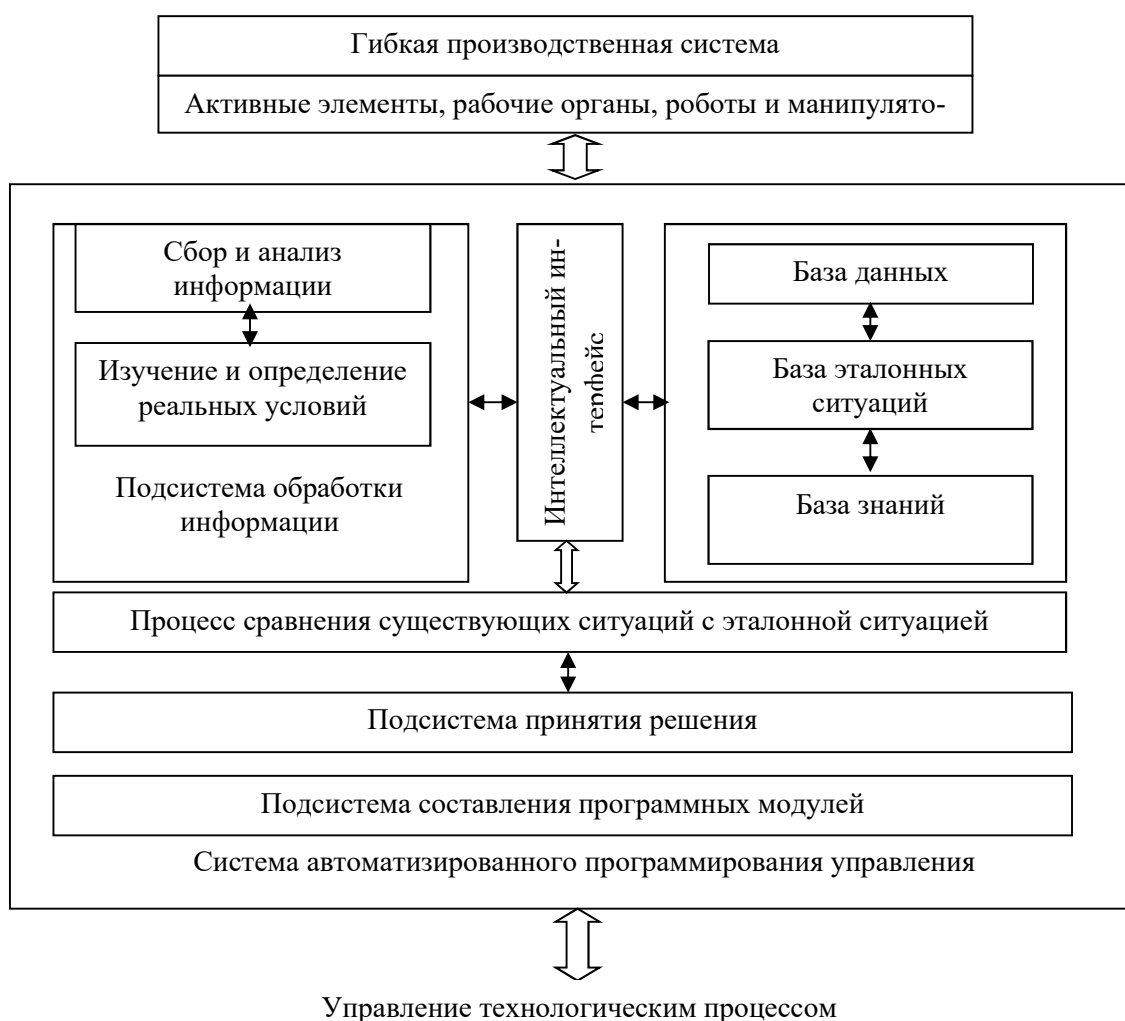 Гибкая производственная система
Активные элементы, рабочие органы, роботы и манипулято-
Сбор и анализ
информации
Изучение и определение
реальных условий
Подсистема обработки
информации
Интеллектуальный ин-
терфейс
База данных
База эталонных
ситуаций
База знаний
Процесс сравнения существующих ситуаций с эталонной ситуацией
Подсистема принятия решения
Подсистема составления программных модулей
Система автоматизированного программирования управления
Управление технологическим процессом